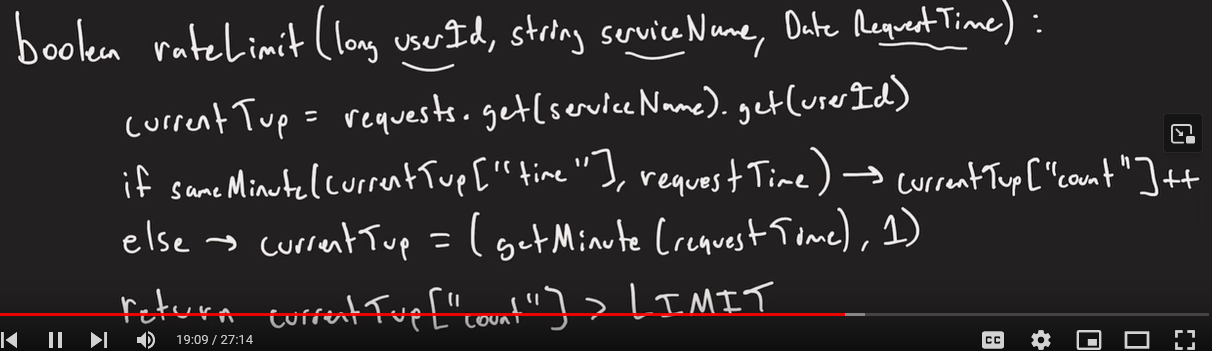 boolean rateLimit(long userId, string serviceName, Date RequestTime):
currentTup = requests.get(serviceName).get(userId)
if sameMinute(currentTup["time"], requestTime) → currentTup["count"]++
else → currentTup = (getMinute(requestTime), 1)
return currentTup["count"] > LIMIT
19:09 / 27:14
CC